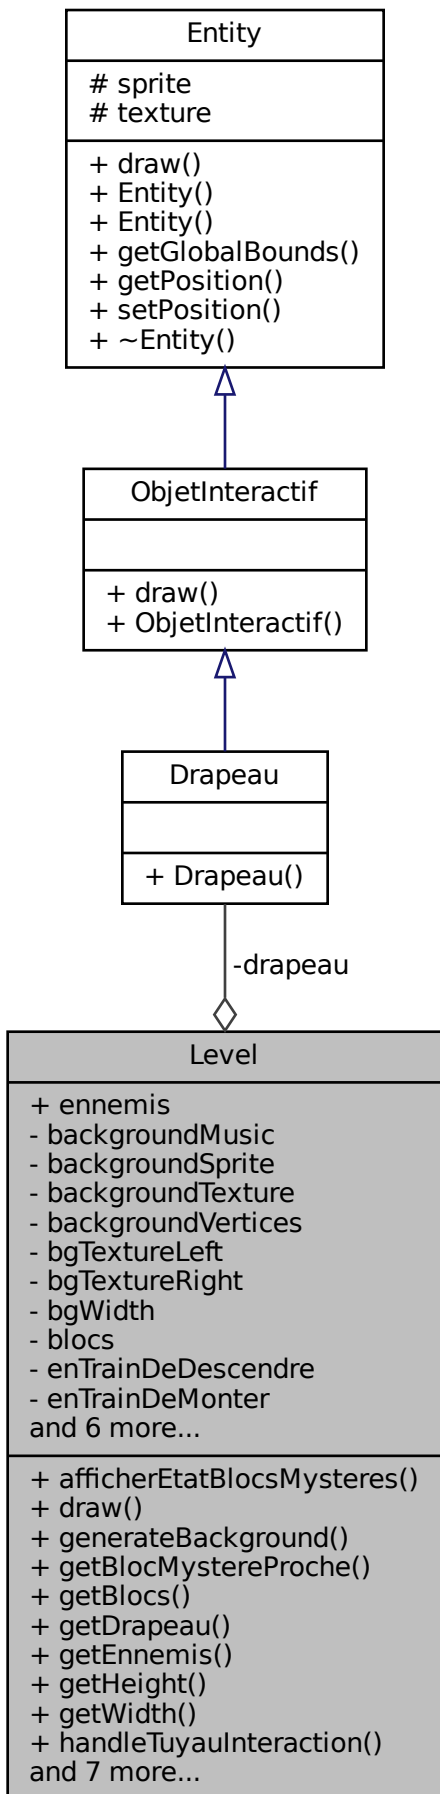 Entity
# sprite
# texture
+ draw()
+ Entity()
+ Entity()
+ getGlobalBounds()
+ getPosition()
+ setPosition()
+ ~Entity()
ObjetInteractif
+ draw()
+ ObjetInteractif()
Drapeau
+ Drapeau()
-drapeau
Level
+ ennemis
- backgroundMusic
- backgroundSprite
- backgroundTexture
- backgroundVertices
- bgTextureLeft
- bgTextureRight
- bgWidth
- blocs
- enTrainDeDescendre
- enTrainDeMonter
and 6 more...
+ afficherEtatBlocsMysteres()
+ draw()
+ generateBackground()
+ getBlocMystereProche()
+ getBlocs()
+ getDrapeau()
+ getEnnemis()
+ getHeight()
+ getWidth()
+ handleTuyauInteraction()
and 7 more...